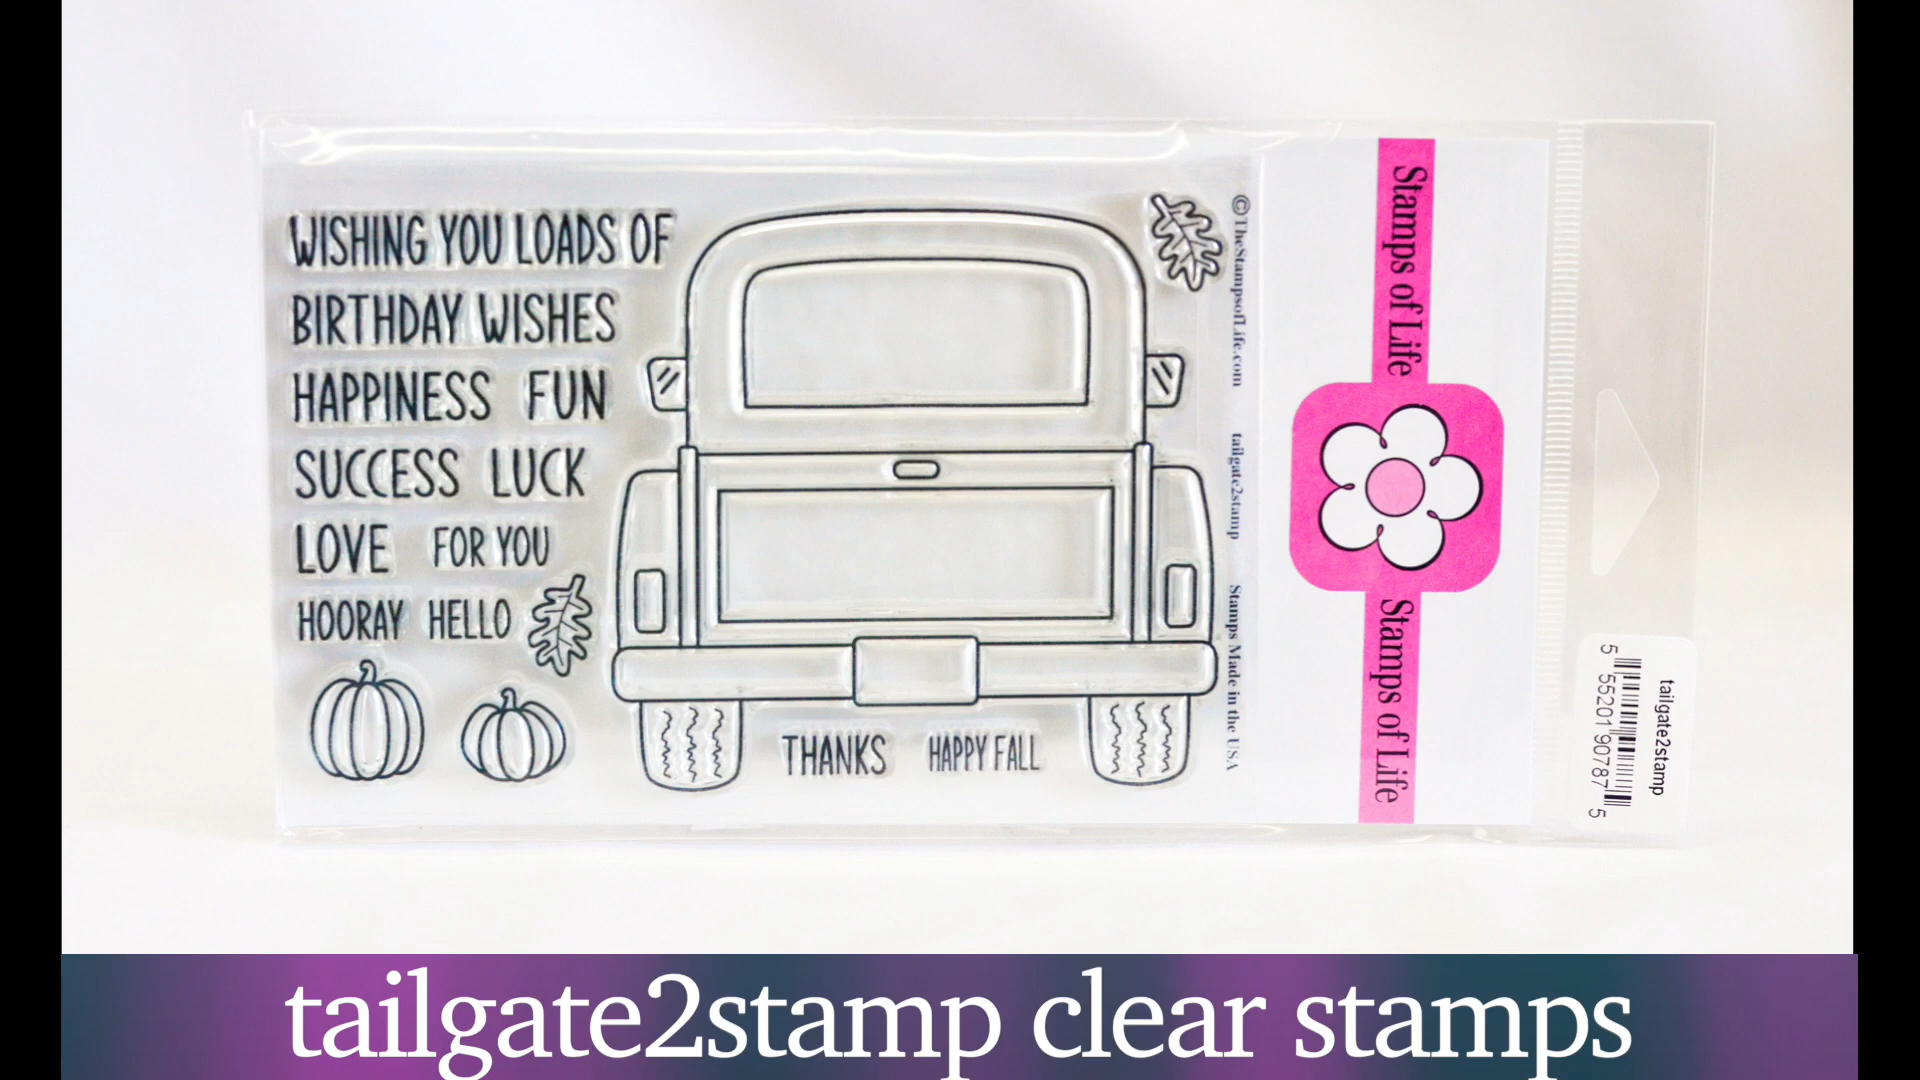 WISHING YOU LOADS OF
BIRTHDAY WISHES
HAPPINESS FUN
SUCCESS LUCK
LOVE FOR YOU
HOORAY HELLO
THANKS HAPPY FALL
©TheStampsofLife.com tailgate2stamp Stamps Made in the USA
Stamps of Life
Stamps of Life
tailgate2stamp
5 55201 90787 5
tailgate2stamp clear stamps